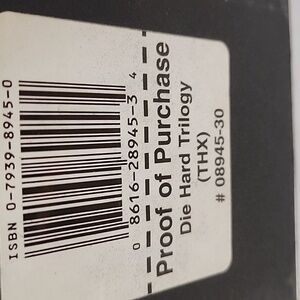 ISBN 0-7939-8945-0
0 8616-28945-3 4
Proof of Purchase
Die Hard Trilogy
(THX)
# 08945-30